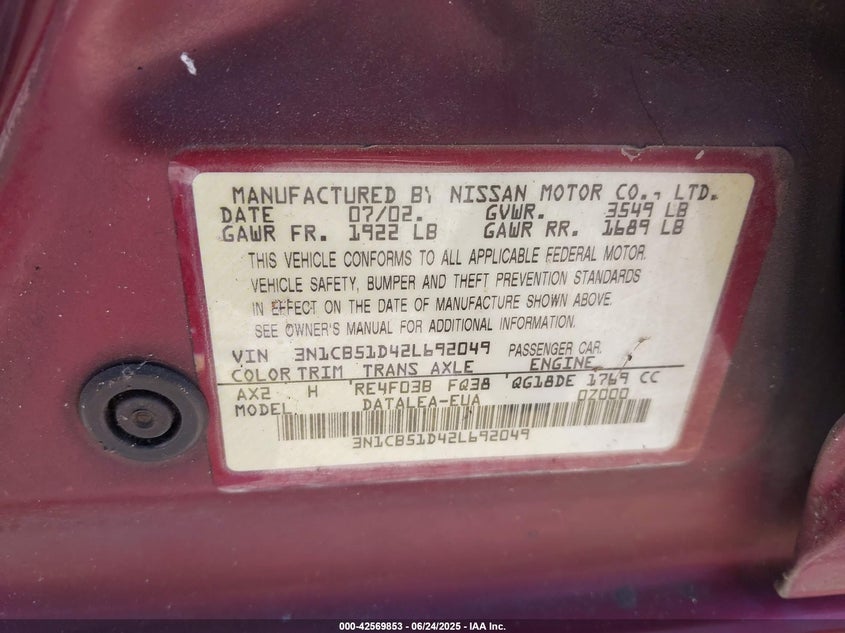 MANUFACTURED BY NISSAN MOTOR CO., LTD.
DATE 07/02. GVWR. 3549 LB
GAWR FR. 1922 LB GAWR RR. 1689 LB
THIS VEHICLE CONFORMS TO ALL APPLICABLE FEDERAL MOTOR.
VEHICLE SAFETY, BUMPER AND THEFT PREVENTION STANDARDS
IN EFFECT ON THE DATE OF MANUFACTURE SHOWN ABOVE.
SEE OWNER'S MANUAL FOR ADDITIONAL INFORMATION.
VIN 3N1CB51D42L692049 PASSENGER CAR.
COLOR TRIM TRANS AXLE ENGINE
AX2 H RE4F03B FQ38 QG18DE 1769 CC
MODEL DATALEA-EUA 0Z000
3N1CB51D42L692049
000-42569853 / 06/24/2025 - IAA Inc.